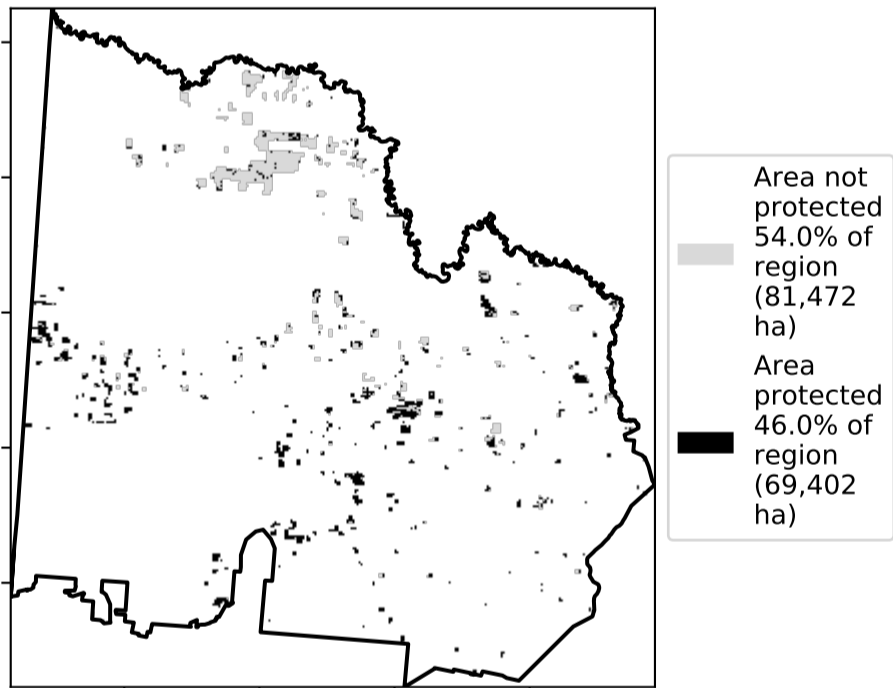 Area not
protected
54.0% of
region
(81,472
ha)
Area
protected
46.0% of
region
(69,402
ha)